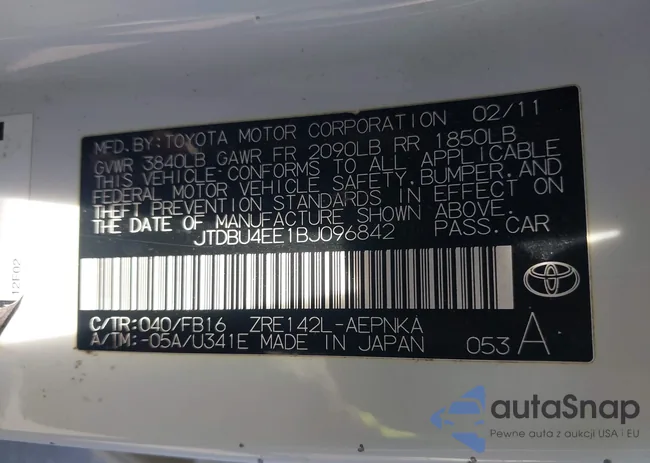 MFD.BY:TOYOTA MOTOR CORPORATION 02/11
GVWR 3840LB GAWR FR 2090LB RR 1850LB
THIS VEHICLE CONFORMS TO ALL APPLICABLE
FEDERAL MOTOR VEHICLE SAFETY,BUMPER,AND
THEFT PREVENTION STANDARDS IN EFFECT ON
THE DATE OF MANUFACTURE SHOWN ABOVE.
JTDBU4EE1BJ096842 PASS.CAR
C/TR:040/FB16 ZRE142L-AEPNKA
A/TM:-05A/U341E MADE IN JAPAN 053A
12F02
autaSnap
Pewne auta z aukcji USA i EU